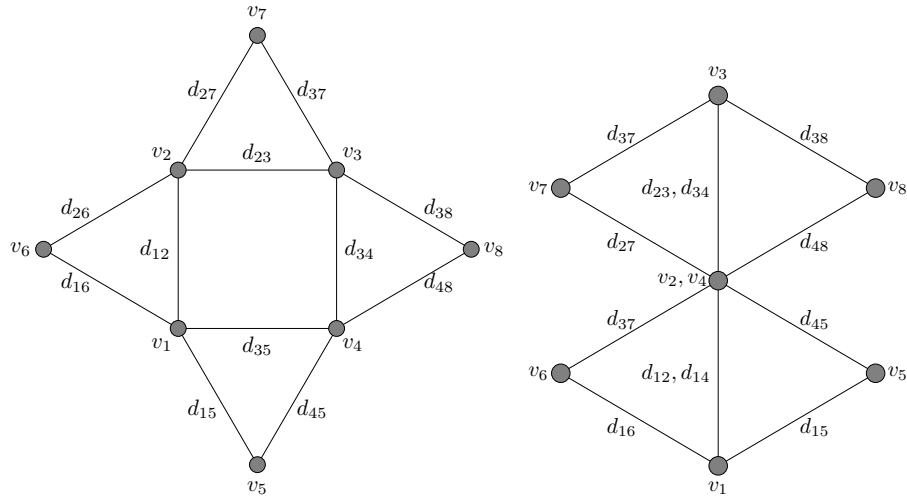 v₇
d₂₇
d₃₇
v₂
d₂₃
v₃
d₂₆
d₃₈
v₆
d₁₂
d₃₄
v₈
d₁₆
d₄₈
v₁
d₃₅
v₄
d₁₅
d₄₅
v₅
v₃
d₃₇
d₃₈
v₇
d₂₃, d₃₄
v₈
d₂₇
d₄₈
v₂, v₄
d₃₇
d₄₅
v₆
d₁₂, d₁₄
v₅
d₁₆
d₁₅
v₁